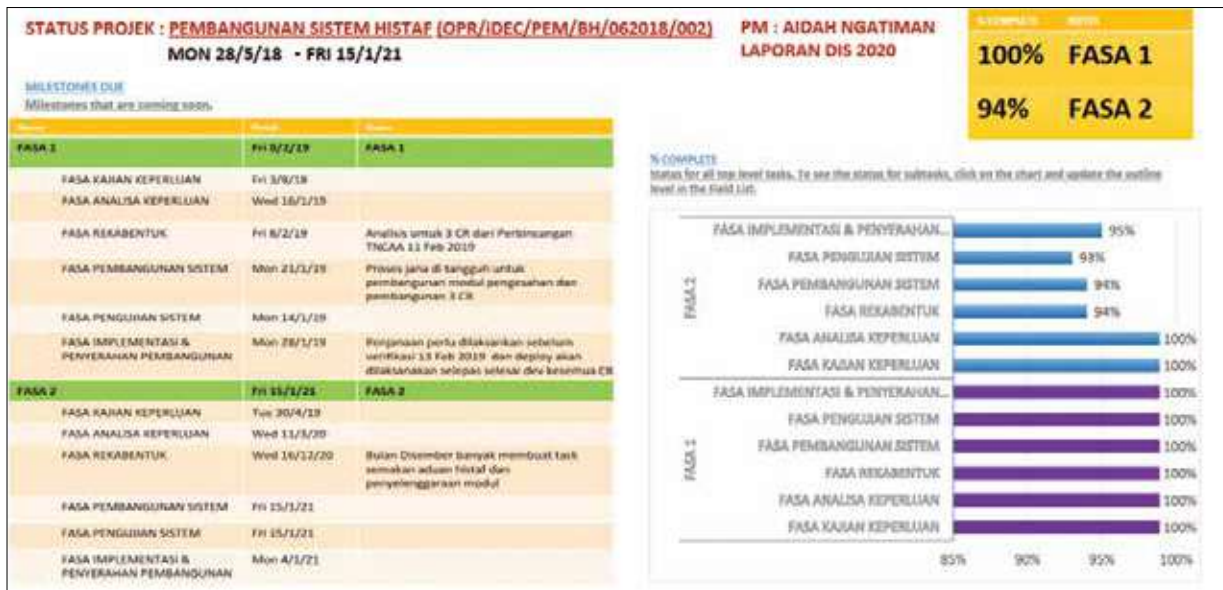 STATUS PROJEK : PEMBANGUNAN SISTEM HISTAF (OPR/iDEC/PEM/BH/062018/002)
MON 28/5/18 - FRI 15/1/21
PM : AIDAH NGATIMAN
LAPORAN DIS 2020
% COMPLETE NOTES
100% FASA 1
94% FASA 2
MILESTONES DUE
Milestones that are coming soon.
FASA 1 FASA 1
FASA KAJIAN KEPERLUAN
FASA ANALISA KEPERLUAN Wed 16/1/19
FASA REKABENTUK Fri 8/2/19 Analisis untuk 3 CR dari Perbincangan
TNCAA 11 Feb 2019
FASA PEMBANGUNAN SISTEM Mon 21/1/19 Proses jana di tangguh untuk
pembangunan modul pengesahan dan
pembangunan 3 CR
FASA PENGUJIAN SISTEM Mon 14/1/19
FASA IMPLEMENTASI & Mon 28/1/19 Penjanaan perlu dilaksankan sebelum
PENYERAHAN PEMBANGUNAN verifikasi 13 Feb 2019 dan deploy akan
dilaksanakan selepas selesai dev kesemua CR
FASA 2 Fri 15/1/21 FASA 2
FASA KAJIAN KEPERLUAN Tue 30/4/19
FASA ANALISA KEPERLUAN Wed 11/3/20
FASA REKABENTUK Wed 16/12/20 Bulan Disember banyak membuat task
semakan aduan histaf dan
penyelenggaraan modul
FASA PEMBANGUNAN SISTEM Fri 15/1/21
FASA PENGUJIAN SISTEM Fri 15/1/21
FASA IMPLEMENTASI & Mon 4/1/21
PENYERAHAN PEMBANGUNAN
% COMPLETE
Status for all top level tasks. To see the status for subtasks, click on the chart and update the outline
level in the Field List.
FASA 2
FASA IMPLEMENTASI & PENYERAHAN... 95%
FASA PENGUJIAN SISTEM 93%
FASA PEMBANGUNAN SISTEM 94%
FASA REKABENTUK 94%
FASA ANALISA KEPERLUAN 100%
FASA KAJIAN KEPERLUAN 100%
FASA 1
FASA IMPLEMENTASI & PENYERAHAN... 100%
FASA PENGUJIAN SISTEM 100%
FASA PEMBANGUNAN SISTEM 100%
FASA REKABENTUK 100%
FASA ANALISA KEPERLUAN 100%
FASA KAJIAN KEPERLUAN 100%
85% 90% 95% 100%